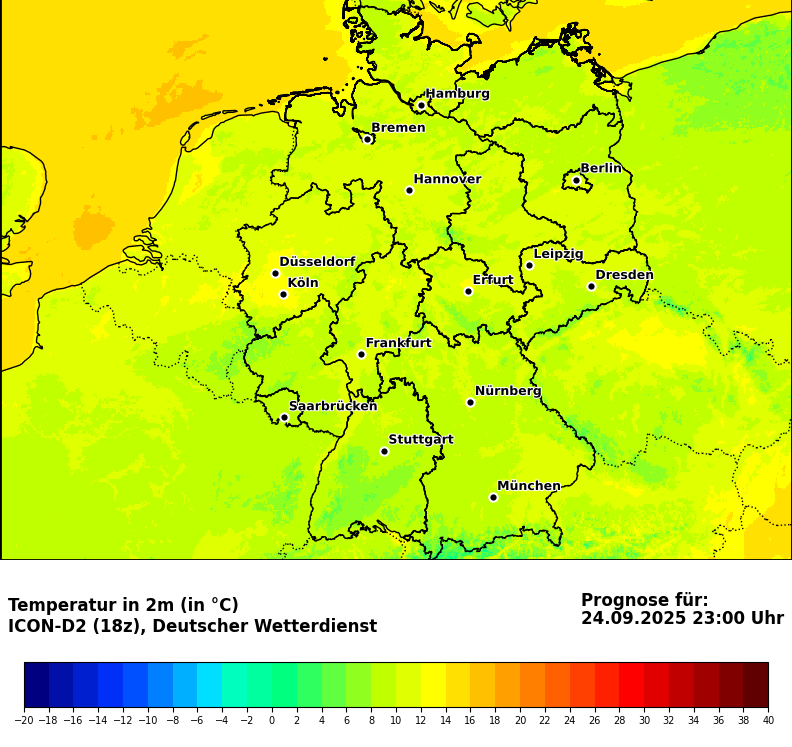 Hamburg
Bremen
Berlin
Hannover
Leipzig
Düsseldorf
Dresden
Köln
Erfurt
Frankfurt
Nürnberg
Saarbrücken
Stuttgart
München
Temperatur in 2m (in °C)
ICON-D2 (18z), Deutscher Wetterdienst
Prognose für:
24.09.2025 23:00 Uhr
−20 −18 −16 −14 −12 −10 −8 −6 −4 −2 0 2 4 6 8 10 12 14 16 18 20 22 24 26 28 30 32 34 36 38 40